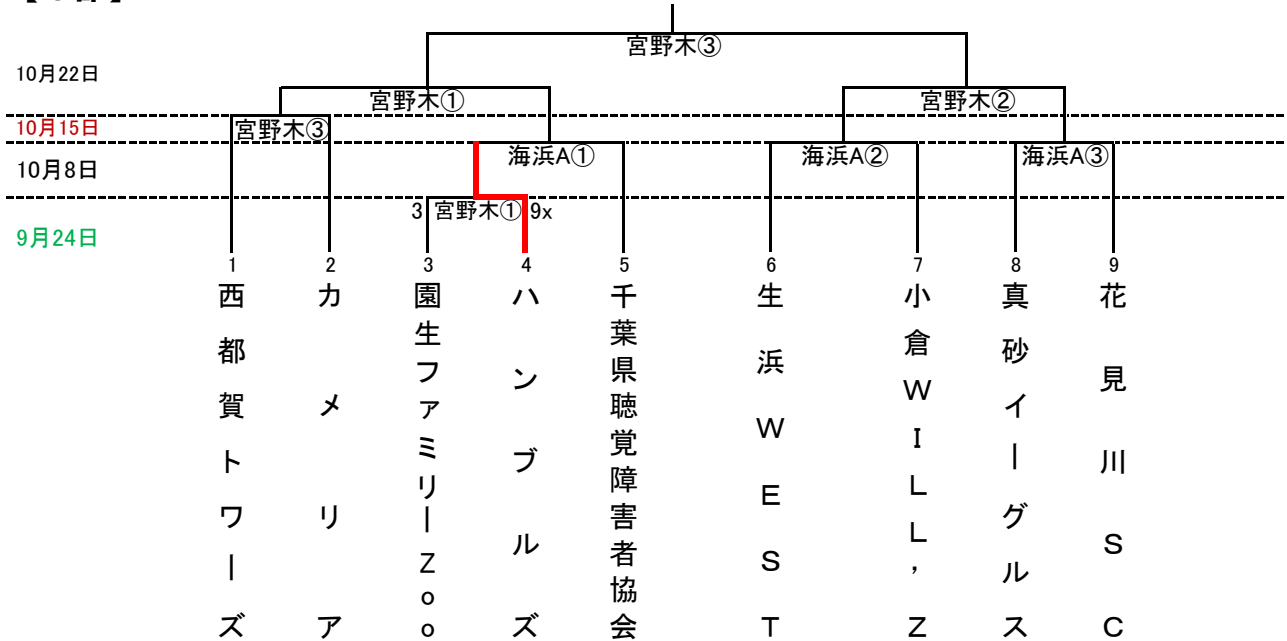 宮野木③
10月22日
宮野木①
宮野木②
10月15日
宮野木③
海浜A①
海浜A②
海浜A③
10月8日
3 宮野木① 9x
9月24日
1
2
3
4
5
6
7
8
9
西都賀トワーズ
カメリア
園生ファミリーZoo
ハンブルズ
千葉県聴覚障害者協会
生浜WEST
小倉WILL’Z
真砂イーグルス
花見川SC